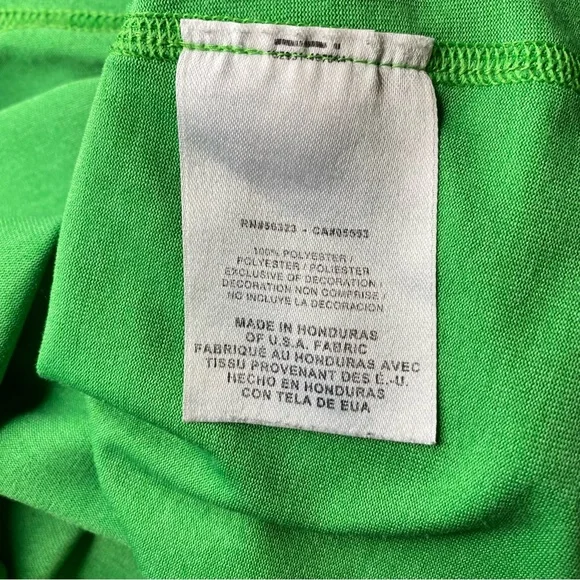 RN#56323 - CA#05553
100% POLYESTER /
POLYESTER / POLIESTER
EXCLUSIVE OF DECORATION /
DECORATION NON COMPRISE /
NO INCLUYE LA DECORACION
MADE IN HONDURAS
OF U.S.A. FABRIC
FABRIQUÉ AU HONDURAS AVEC
TISSU PROVENANT DES É.-U.
HECHO EN HONDURAS
CON TELA DE EUA